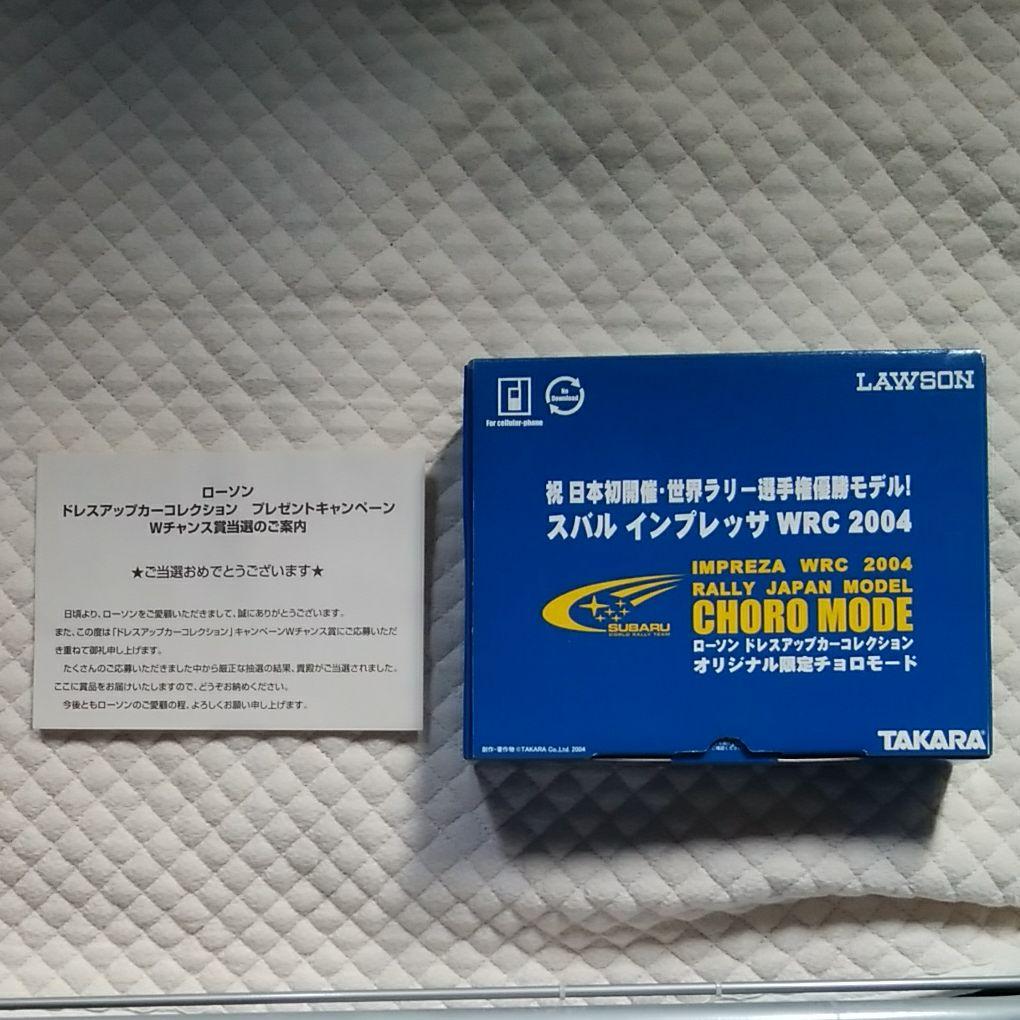 ローソン
ドレスアップカーコレクション　プレゼントキャンペーン
Wチャンス賞当選のご案内
★ご当選おめでとうございます★
日頃より、ローソンをご愛顧いただきまして、誠にありがとうございます。
また、この度は「ドレスアップカーコレクション」キャンペーンWチャンス賞にご応募いただ
き重ねて御礼申し上げます。
たくさんのご応募いただきました中から厳正な抽選の結果、貴殿がご当選されました。
ここに賞品をお届けいたしますので、どうぞお納めください。
今後ともローソンのご愛顧の程、よろしくお願い申し上げます。
LAWSON
No
Download
For cellular-phone
祝 日本初開催・世界ラリー選手権優勝モデル!
スバル インプレッサ WRC 2004
IMPREZA WRC 2004
RALLY JAPAN MODEL
CHORO MODE
SUBARU
WORLD RALLY TEAM
ローソン ドレスアップカーコレクション
オリジナル限定チョロモード
TAKARA®
創作・著作物 ©TAKARA Co.,Ltd. 2004